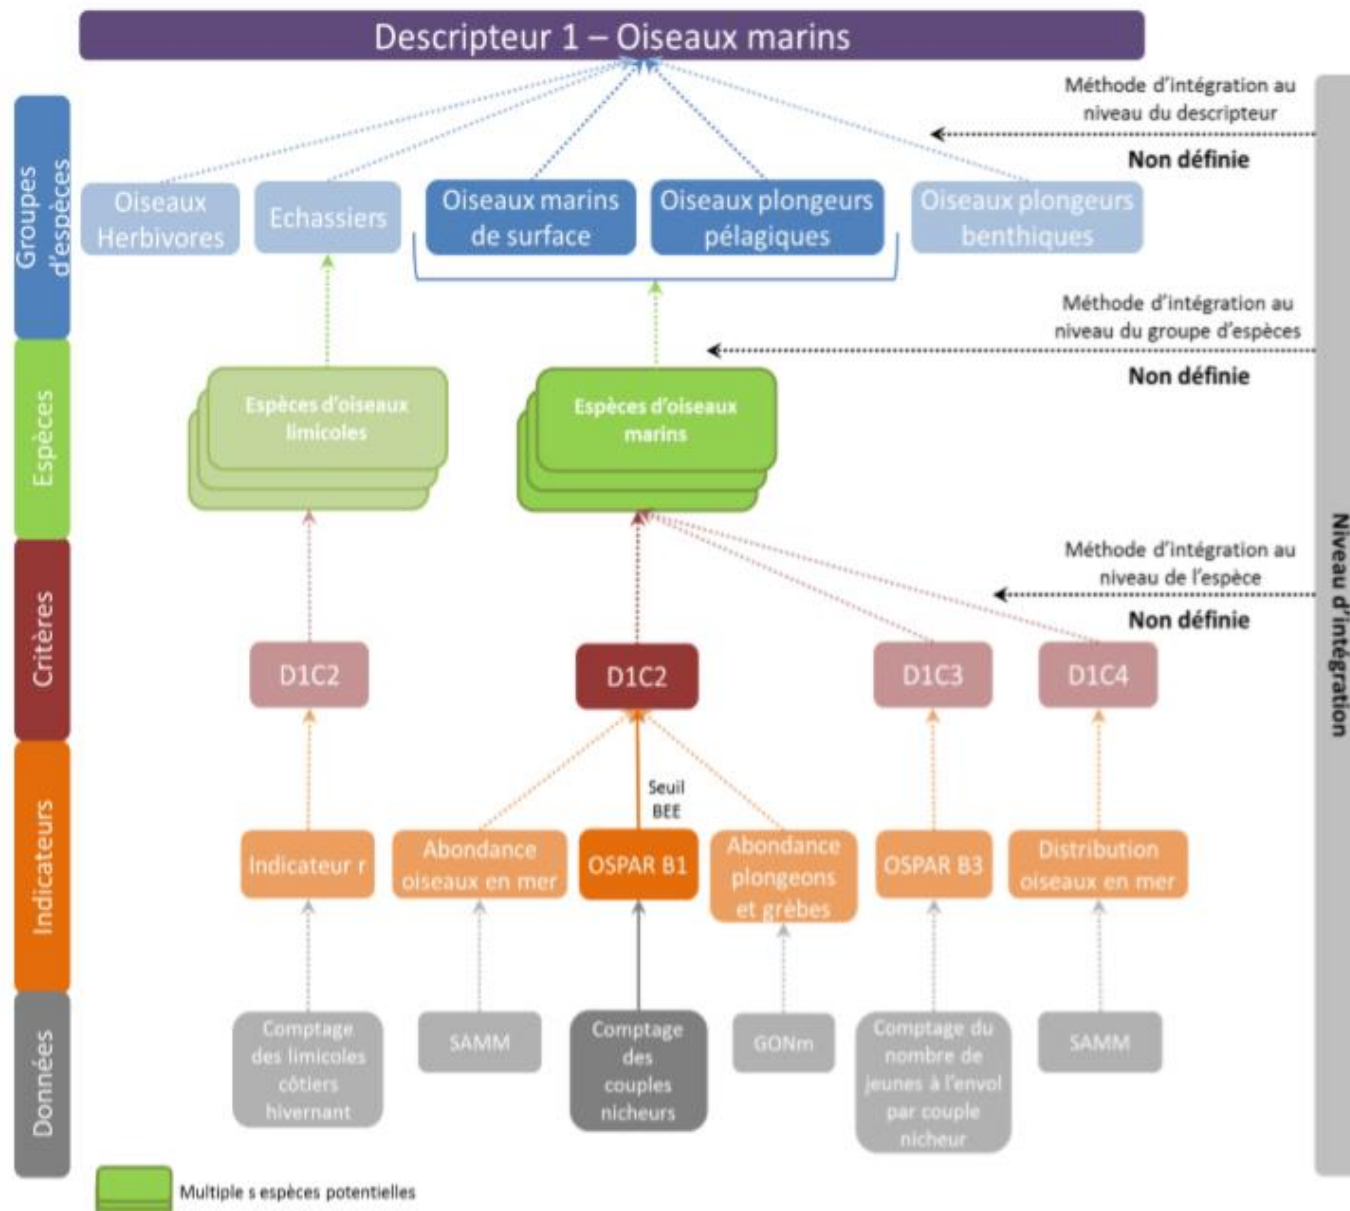 Descripteur 1 – Oiseaux marins
Méthode d'intégration au
niveau du descripteur
Non définie
Groupes
d'espèces
Oiseaux
Herbivores
Echassiers
Oiseaux marins
de surface
Oiseaux plongeurs
pélagiques
Oiseaux plongeurs
benthiques
Méthode d'intégration au
niveau du groupe d'espèces
Non définie
Espèces
Espèces d'oiseaux
limicoles
Espèces d'oiseaux
marins
Niveau d'intégration
Méthode d'intégration au
niveau de l'espèce
Non définie
Critères
D1C2
D1C2
D1C3
D1C4
Seuil
BEE
Indicateurs
Indicateur r
Abondance
oiseaux en mer
OSPAR B1
Abondance
plongeons
et grèbes
OSPAR B3
Distribution
oiseaux en mer
Données
Comptage
des limicoles
côtiers
hivernant
SAMM
Comptage
des
couples
nicheurs
GONm
Comptage du
nombre de
jeunes à l'envol
par couple
nicheur
SAMM
Multiple s espèces potentielles